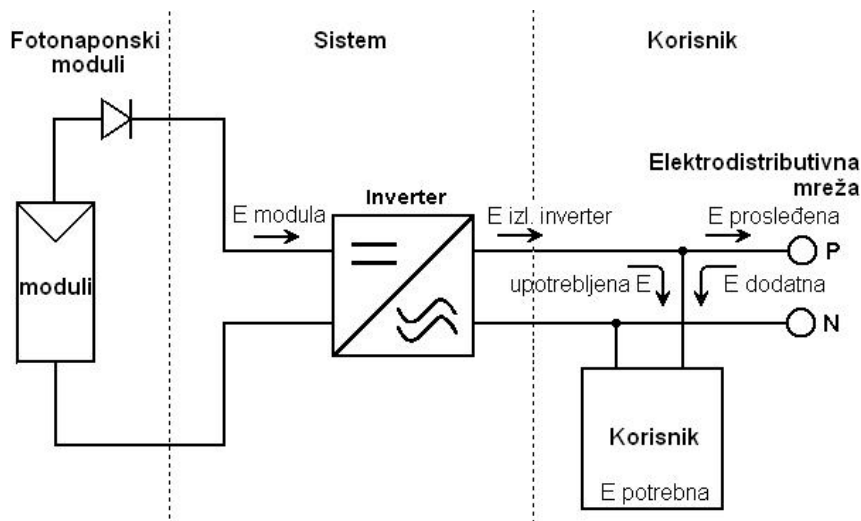 Fotonaponski
moduli
Sistem
Korisnik
Elektrodistributivna
mreža
E modula
Inverter
E izl. inverter
E prosleđena
P
moduli
upotrebljena E
E dodatna
N
Korisnik
E potrebna